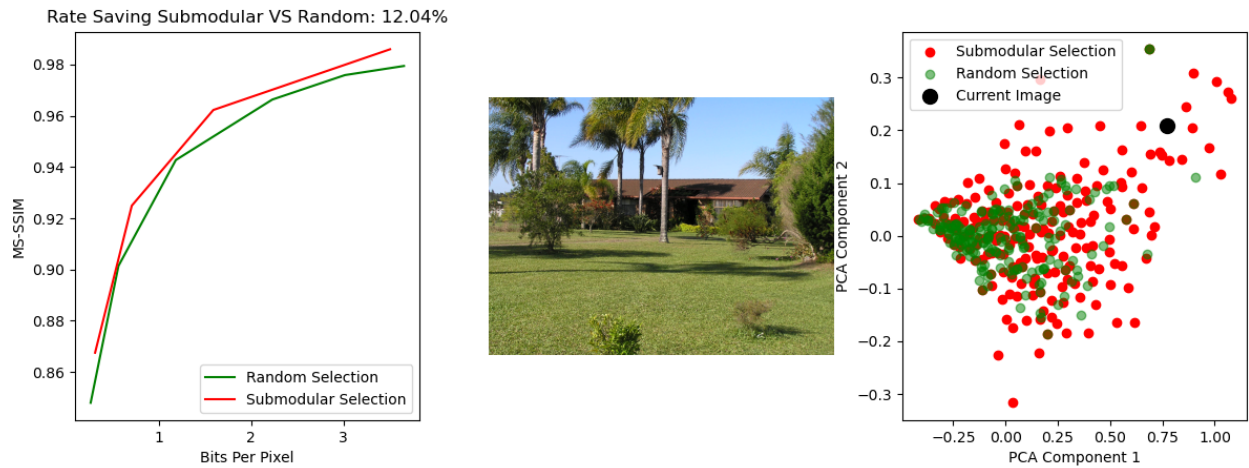 Rate Saving Submodular VS Random: 12.04%
MS-SSIM
0.98
0.96
0.94
0.92
0.90
0.88
0.86
Random Selection
Submodular Selection
1
2
3
Bits Per Pixel
PCA Component 2
0.3
0.2
0.1
0.0
−0.1
−0.2
−0.3
Submodular Selection
Random Selection
Current Image
−0.25
0.00
0.25
0.50
0.75
1.00
PCA Component 1